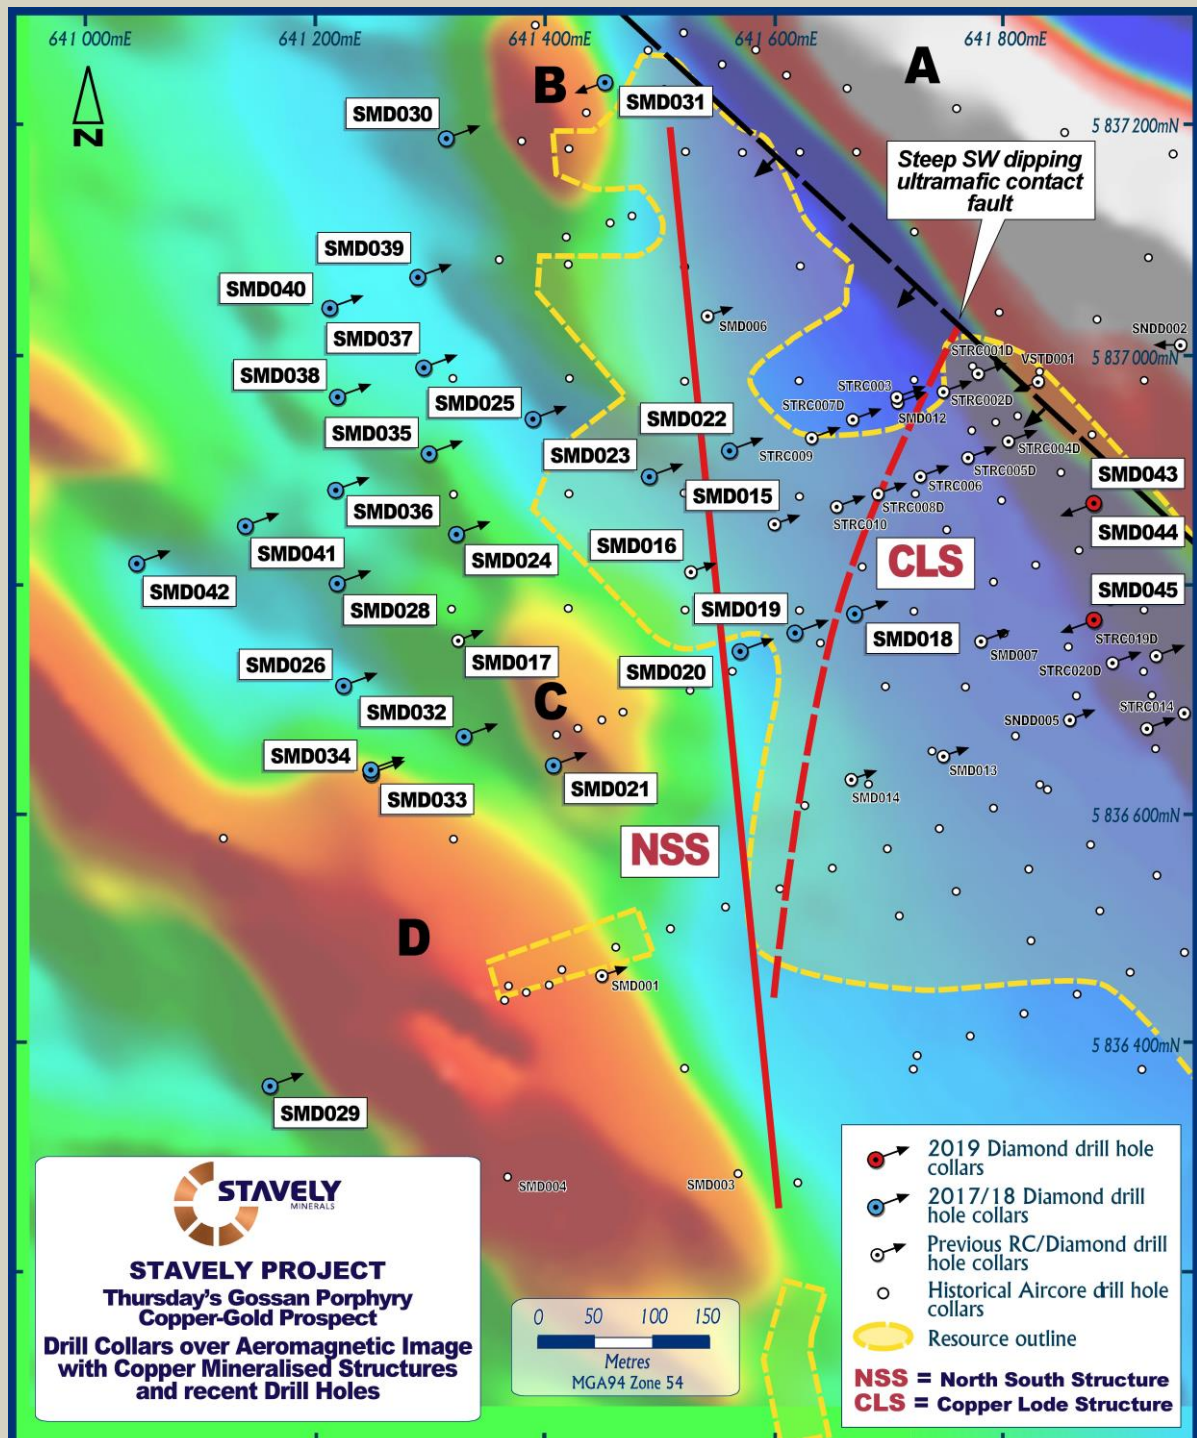 641 000mE
641 200mE
641 400mE
641 600mE
641 800mE
A
B
SMD031
SMD030
5 837 200mN
Steep SW dipping
ultramafic contact
fault
N
SMD039
SMD040
SMD006
SNDD002
SMD037
STRC001D
VSTD001
5 837 000mN
SMD038
STRC003
STRC002D
SMD025
STRC007D
SMD012
SMD022
SMD035
STRC004D
SMD023
STRC009
STRC005D
SMD043
SMD015
STRC006
SMD036
STRC010
STRC008D
SMD044
SMD016
SMD041
SMD024
CLS
SMD042
SMD045
SMD028
SMD019
SMD018
STRC019D
SMD017
SMD007
SMD026
SMD020
STRC020D
C
SMD032
SNDD005
STRC014
SMD034
SMD013
SMD021
SMD033
SMD014
5 836 600mN
NSS
D
SMD001
5 836 400mN
SMD029
SMD004
SMD003
STAVELY
MINERALS
STAVELY PROJECT
Thursday's Gossan Porphyry
Copper-Gold Prospect
Drill Collars over Aeromagnetic Image
with Copper Mineralised Structures
and recent Drill Holes
0 50 100 150
Metres
MGA94 Zone 54
2019 Diamond drill hole
collars
2017/18 Diamond drill
hole collars
Previous RC/Diamond drill
hole collars
Historical Aircore drill hole
collars
Resource outline
NSS = North South Structure
CLS = Copper Lode Structure